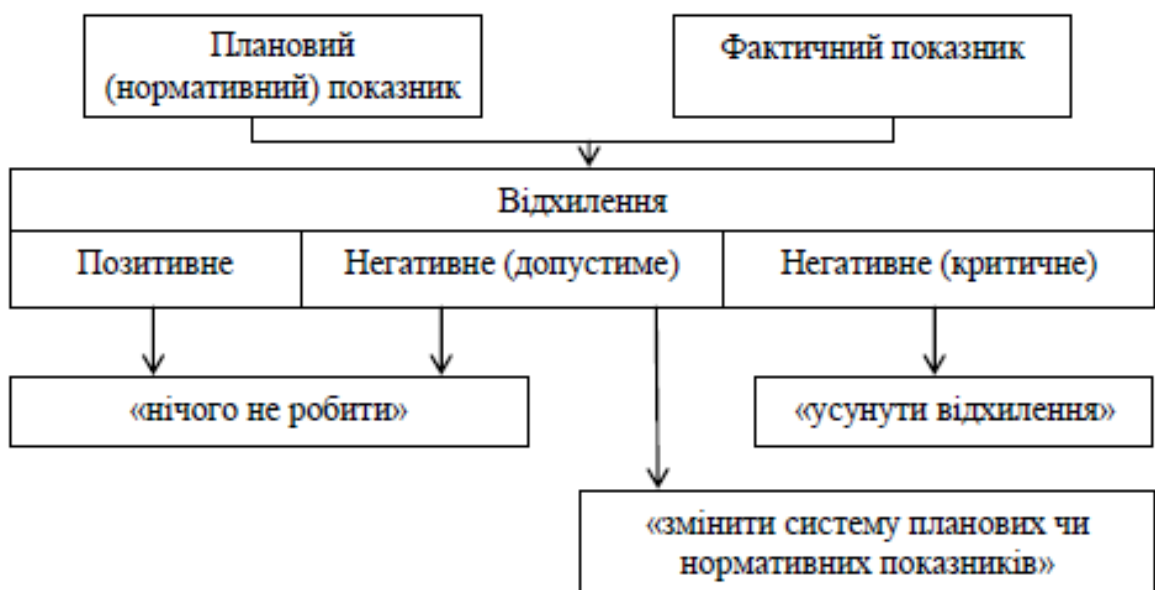 Плановий
(нормативний) показник
Фактичний показник
Відхилення
Позитивне
Негативне (допустиме)
Негативне (критичне)
«нічого не робити»
«усунути відхилення»
«змінити систему планових чи
нормативних показників»